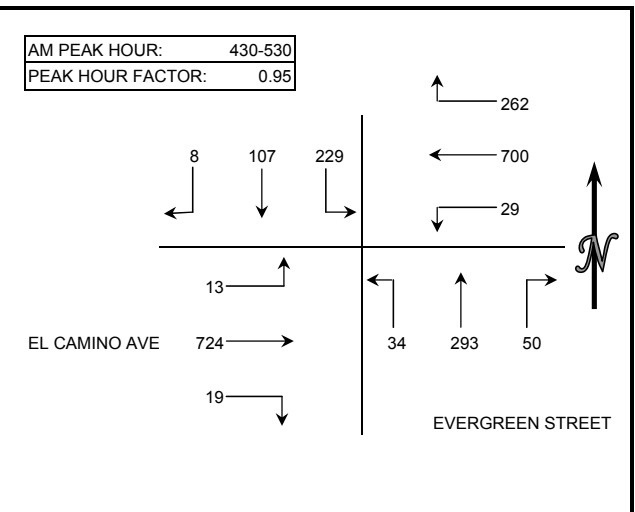 AM PEAK HOUR: 430-530
PEAK HOUR FACTOR: 0.95
262
8 107 229 700
29
N
13
EL CAMINO AVE 724 34 293 50
19
EVERGREEN STREET